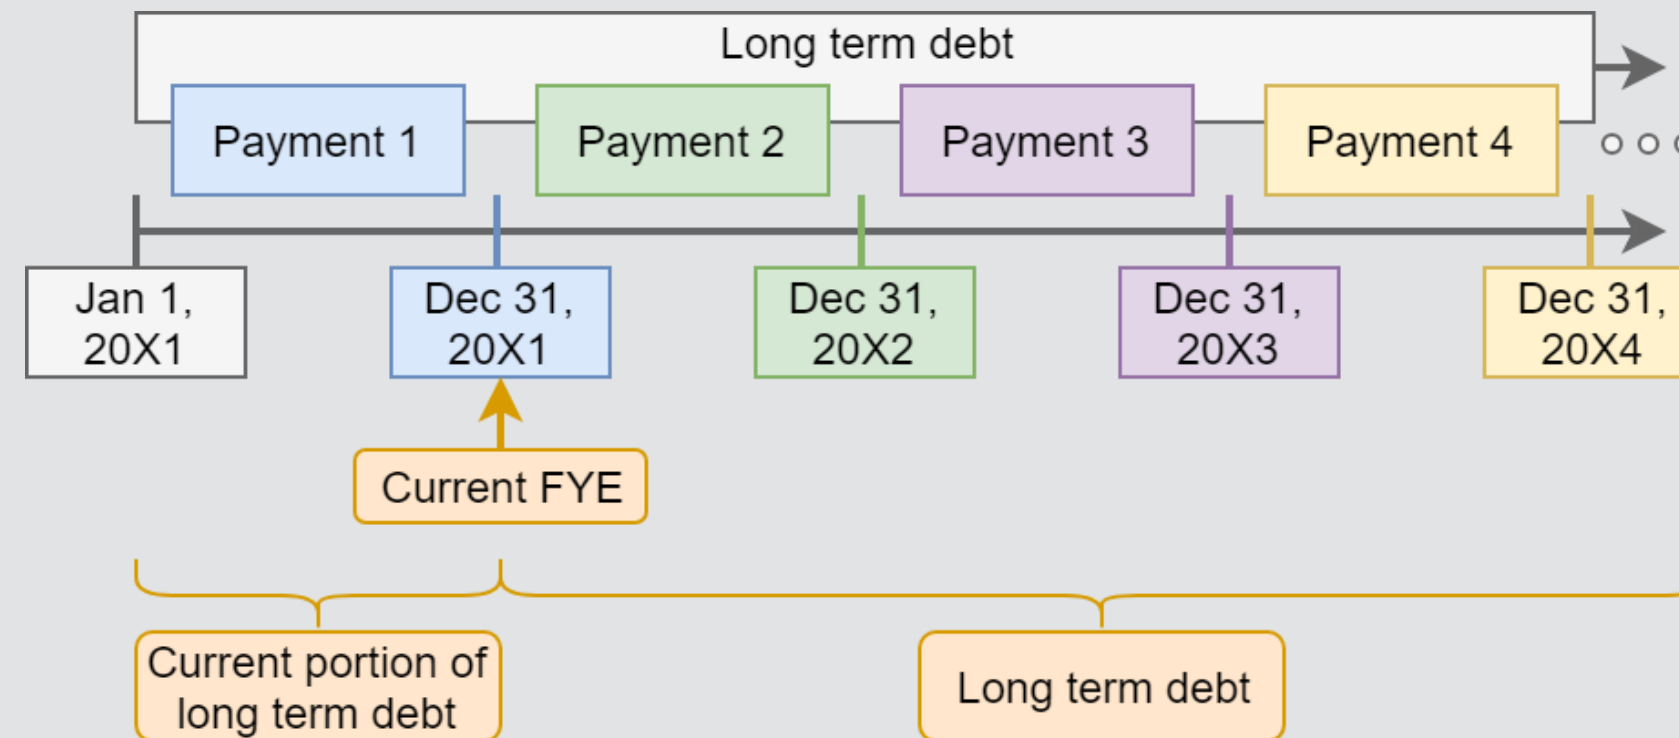 Long term debt
Payment 1
Payment 2
Payment 3
Payment 4
Jan 1,
20X1
Dec 31,
20X1
Dec 31,
20X2
Dec 31,
20X3
Dec 31,
20X4
Current FYE
Current portion of
long term debt
Long term debt